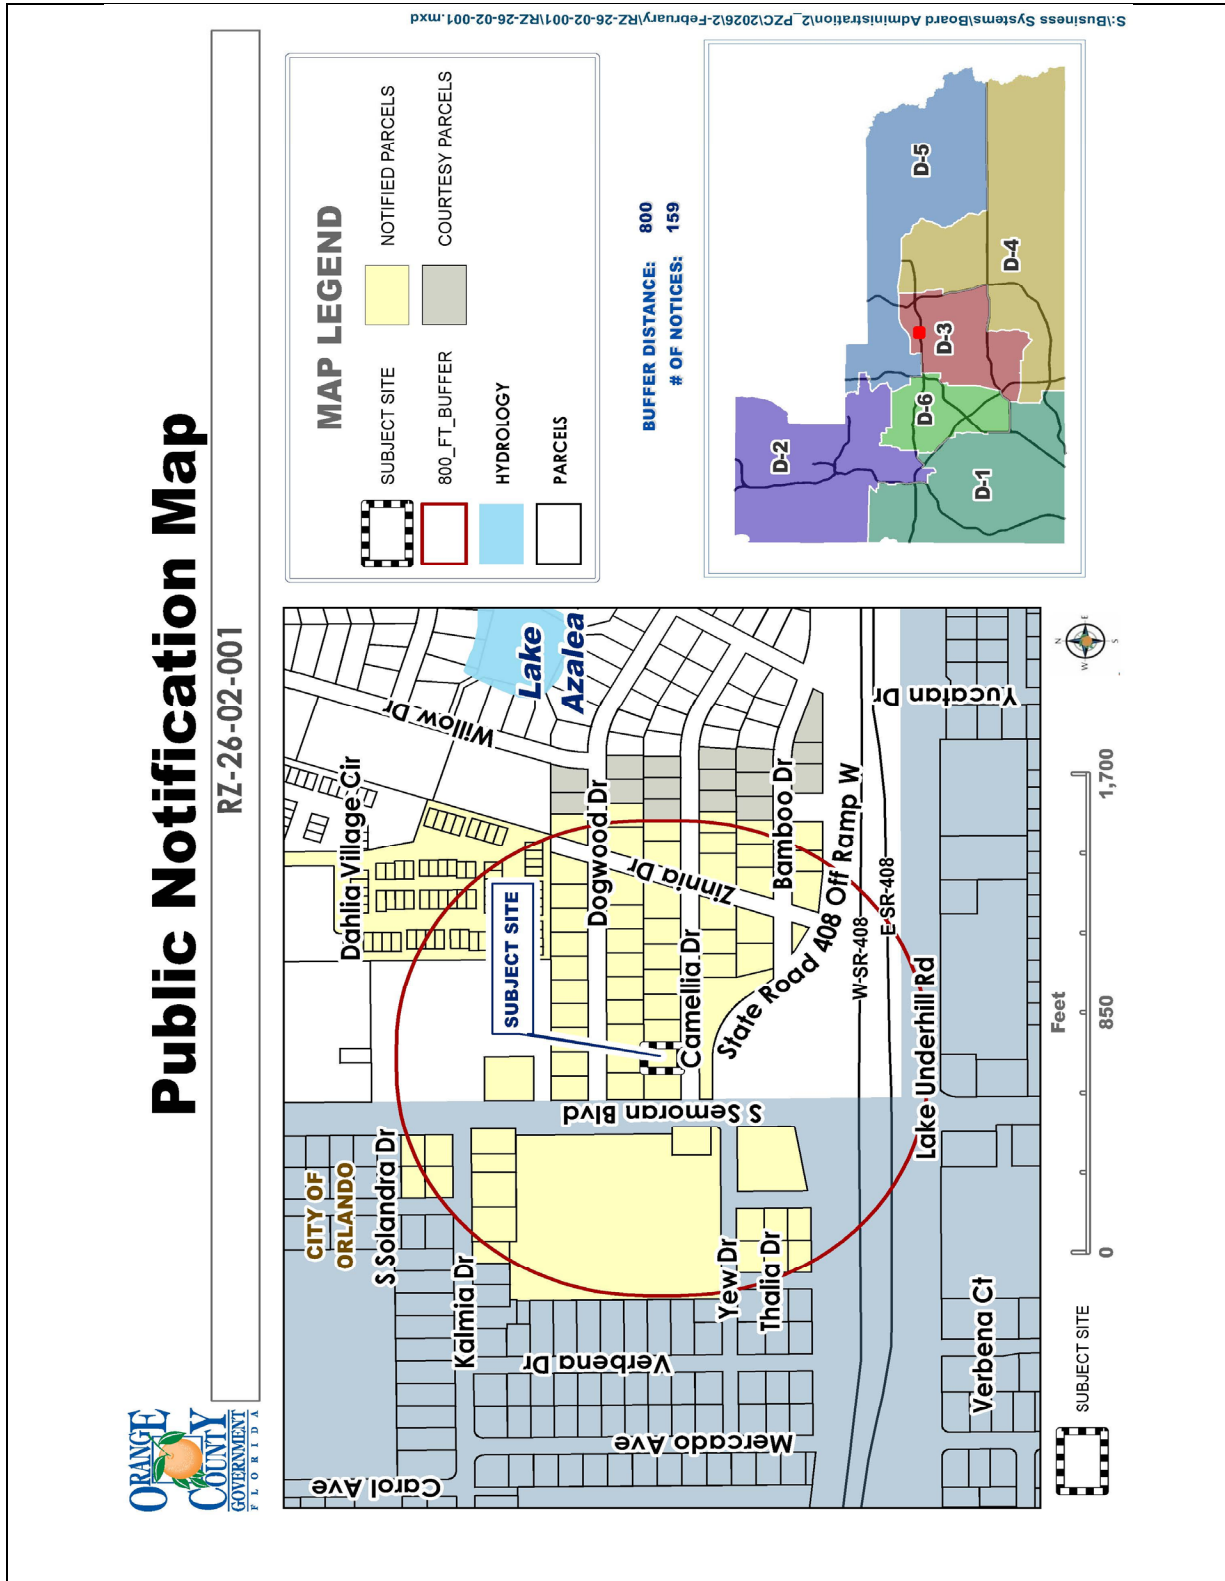 ORANGE
COUNTY
GOVERNMENT
FLORIDA
Public Notification Map
RZ-26-02-001
Carol Ave
Mercado Ave
Verbena Dr
Kalmia Dr
S Solandra Dr
CITY OF
ORLANDO
Yew Dr
Thalia Dr
Verbena Ct
S Semoran Blvd
SUBJECT SITE
Dahlia Village Cir
Willow Dr
Dogwood Dr
Zinnia Dr
Camellia Dr
Bamboo Dr
State Road 408 Off Ramp W
W-SR-408
E-SR-408
Lake Underhill Rd
Yucatan Dr
Lake
Azalea
SUBJECT SITE
Feet
0
850
1,700
N
E
S
W
MAP LEGEND
SUBJECT SITE
800_FT_BUFFER
HYDROLOGY
PARCELS
NOTIFIED PARCELS
COURTESY PARCELS
BUFFER DISTANCE: 800
# OF NOTICES: 159
D-2
D-5
D-6
D-3
D-1
D-4
S:\Business Systems\Board Administration\2_PZC\2026\2-February\RZ-26-02-001\RZ-26-02-001.mxd